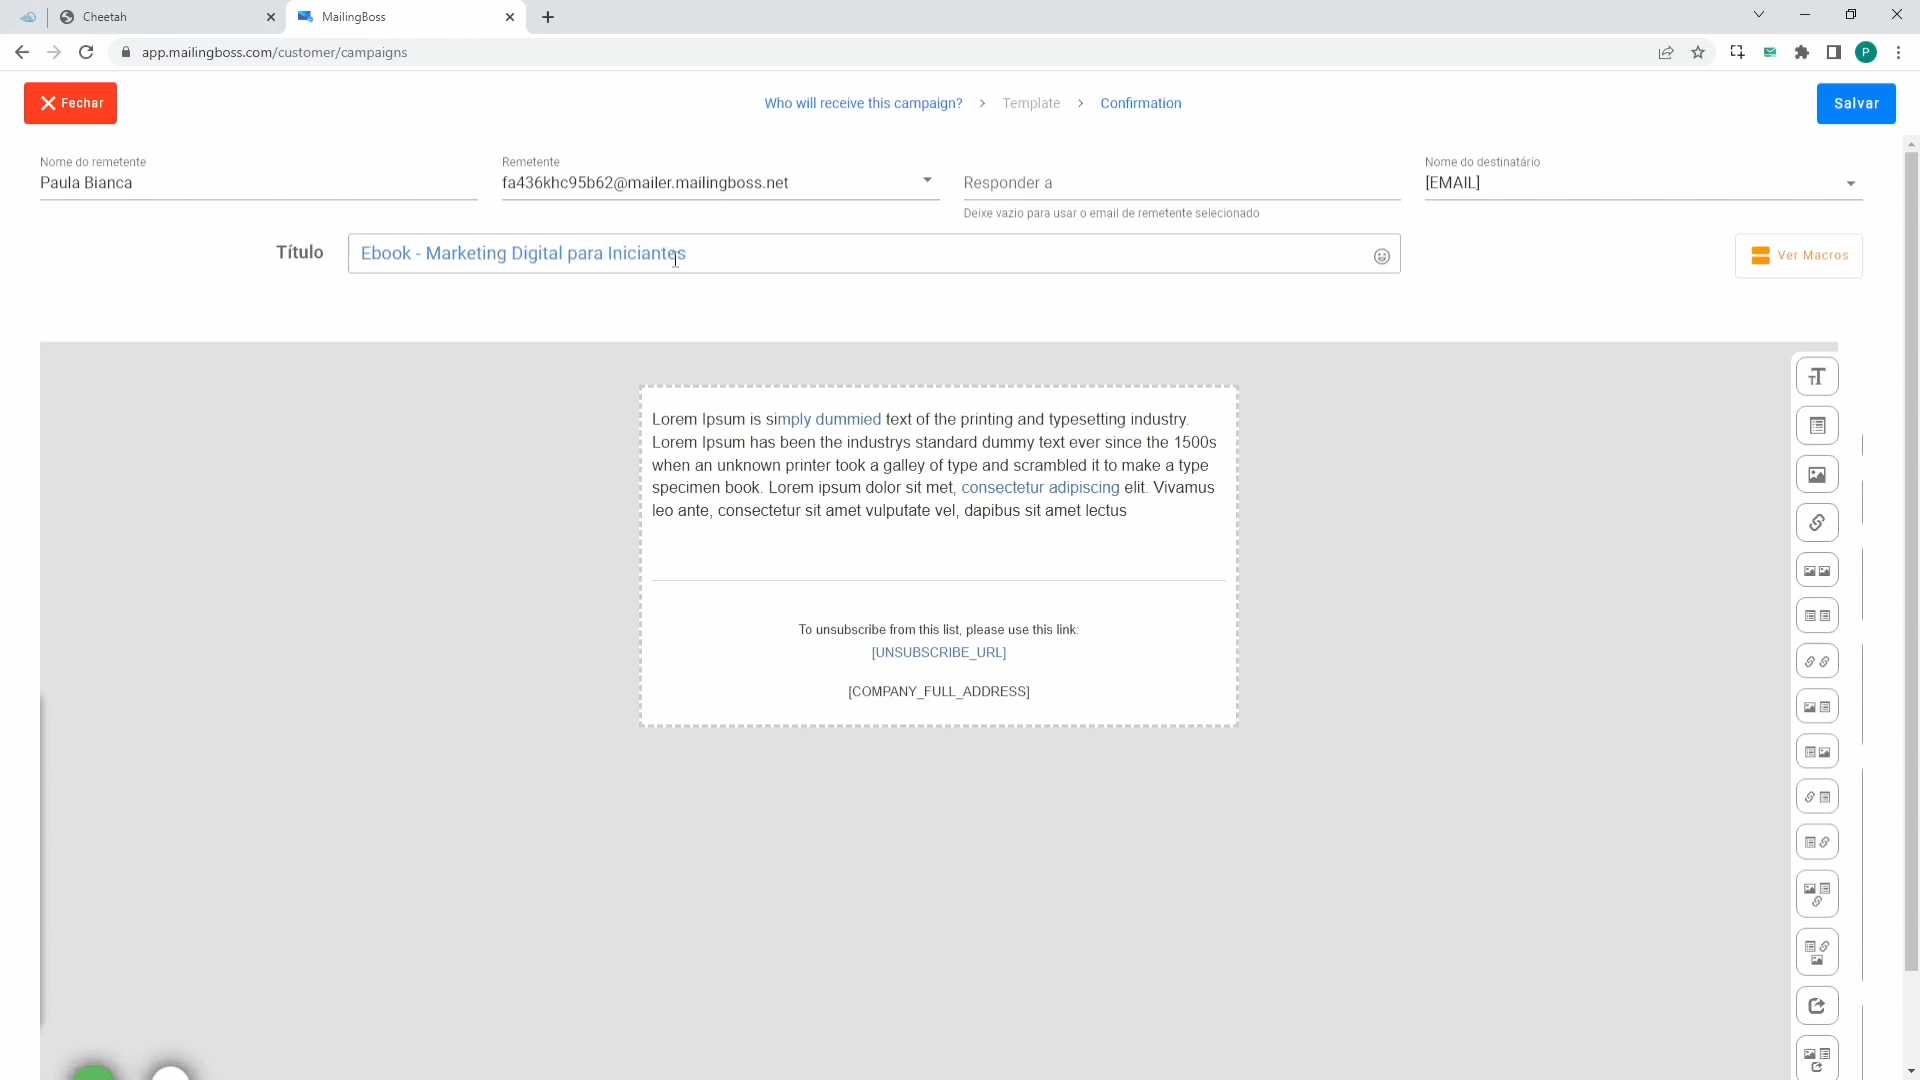 Cheetah
MailingBoss
app.mailingboss.com/customer/campaigns
P
Fechar
Who will receive this campaign? > Template > Confirmation
Salvar
Nome do remetente
Paula Bianca
Remetente
fa436khc95b62@mailer.mailingboss.net
Responder a
Deixe vazio para usar o email de remetente selecionado
Nome do destinatário
[EMAIL]
Título
Ebook - Marketing Digital para Iniciantes
Ver Macros
Lorem Ipsum is simply dummied text of the printing and typesetting industry.
Lorem Ipsum has been the industrys standard dummy text ever since the 1500s
when an unknown printer took a galley of type and scrambled it to make a type
specimen book. Lorem ipsum dolor sit met, consectetur adipiscing elit. Vivamus
leo ante, consectetur sit amet vulputate vel, dapibus sit amet lectus
To unsubscribe from this list, please use this link:
[UNSUBSCRIBE_URL]
[COMPANY_FULL_ADDRESS]